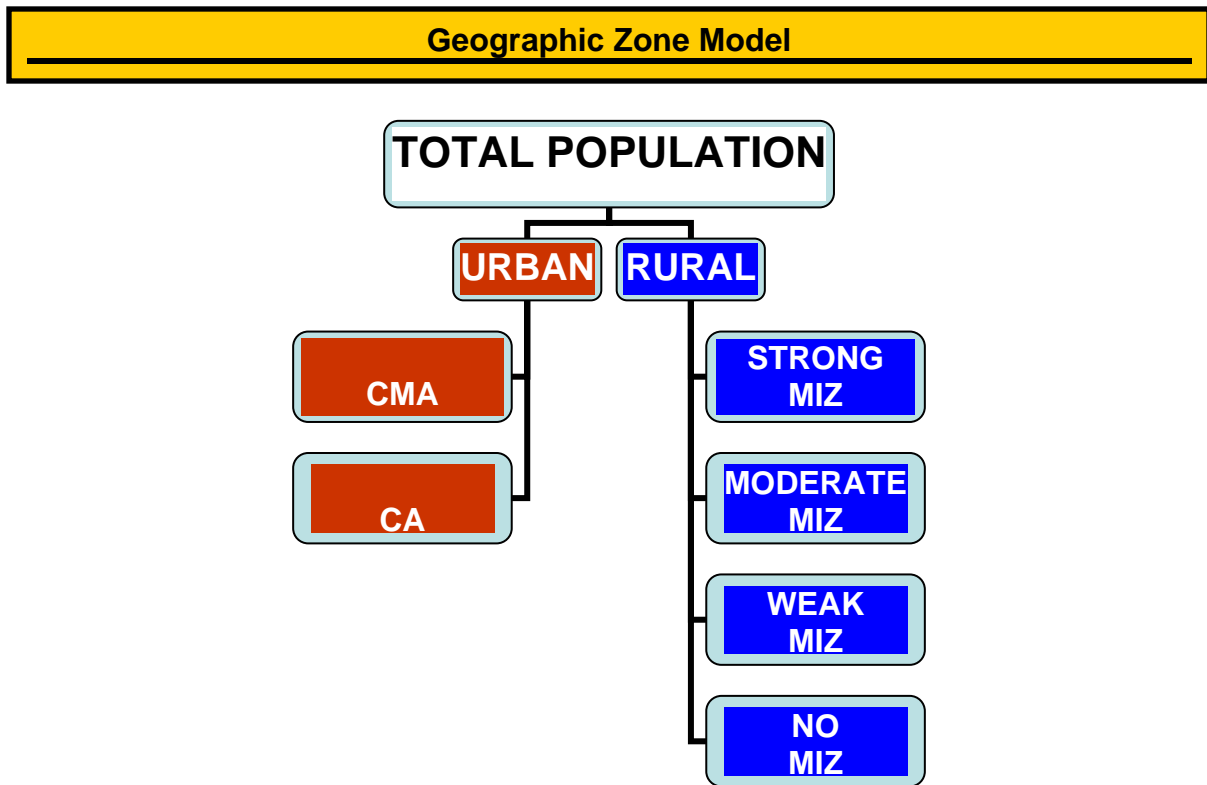 Geographic Zone Model
TOTAL POPULATION
URBAN
RURAL
CMA
CA
STRONG
MIZ
MODERATE
MIZ
WEAK
MIZ
NO
MIZ